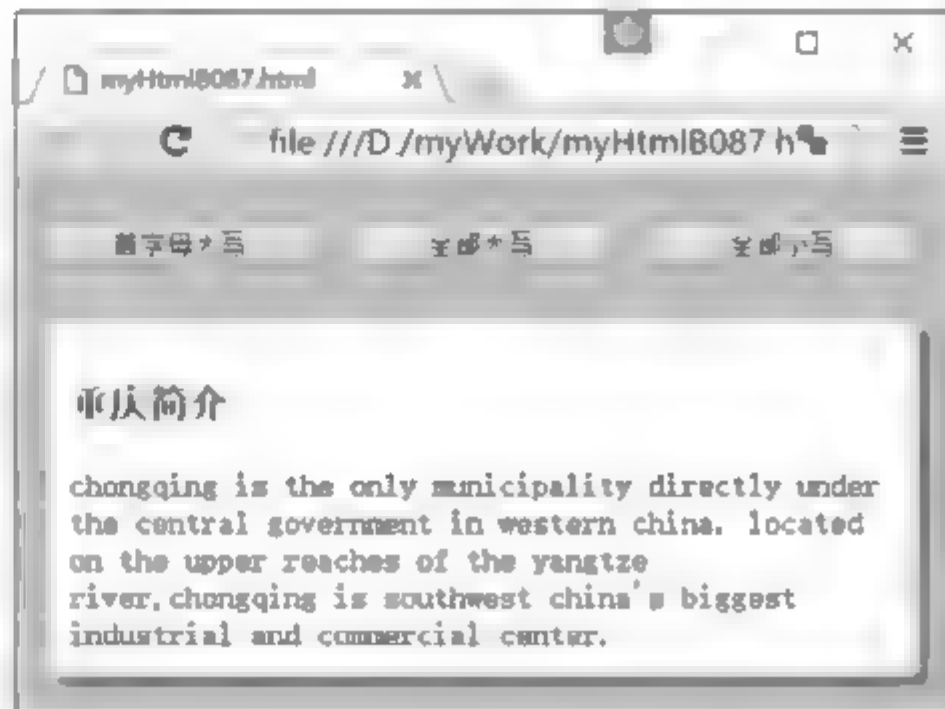 myHtmlB087.html
file ///D /myWork/myHtmlB087 h
首字母大写 全部大写 全部小写
重庆简介
chongqing is the only municipality directly under
the central government in western china. located
on the upper reaches of the yangtze
river,chongqing is southwest china's biggest
industrial and commercial center.